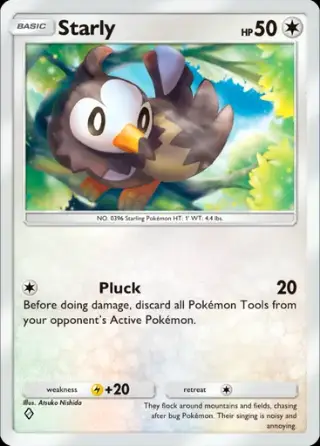 BASIC Starly HP 50
NO. 0396 Starling Pokémon HT: 1' WT: 4.4 lbs.
Pluck 20
Before doing damage, discard all Pokémon Tools from
your opponent's Active Pokémon.
weakness +20 retreat
Illus. Atsuko Nishida
They flock around mountains and fields, chasing
after bug Pokémon. Their singing is noisy and
annoying.